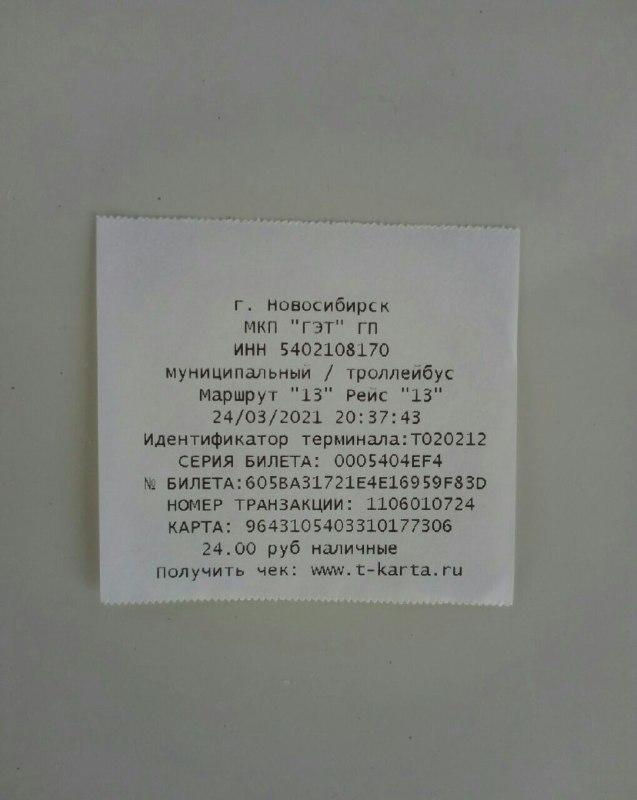 г. Новосибирск
МКП "ГЭТ" ГП
ИНН 5402108170
муниципальный / троллейбус
Маршрут "13" Рейс "13"
24/03/2021 20:37:43
Идентификатор терминала:Т020212
СЕРИЯ БИЛЕТА: 0005404EF4
№ БИЛЕТА:605BA31721E4E16959F83D
НОМЕР ТРАНЗАКЦИИ: 1106010724
КАРТА: 9643105403310177306
24.00 руб наличные
Получить чек: www.t-karta.ru